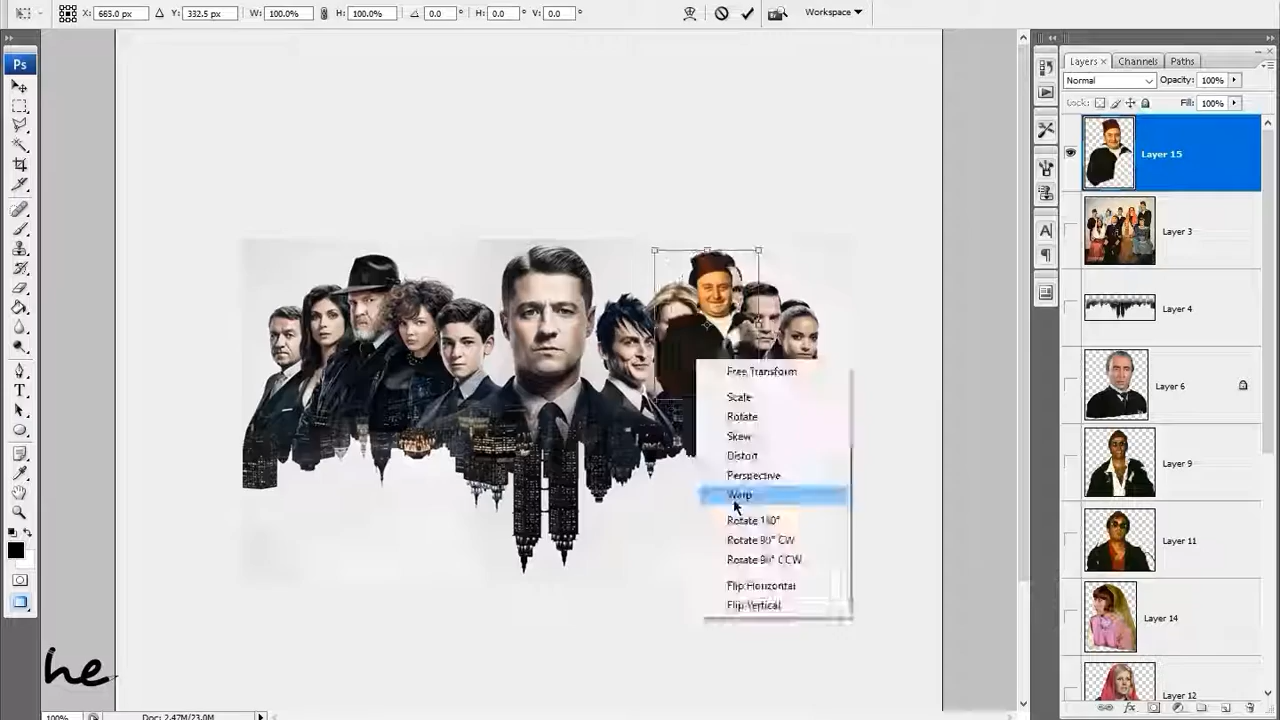 X: 665.0 px Y: 332.5 px W: 100.0% H: 100.0% 0.0 ° H: 0.0 ° V: 0.0 ° Workspace
Ps
Layers × Channels Paths
Normal Opacity: 100%
Lock: Fill: 100%
Layer 15
Layer 3
Layer 4
Layer 6
Layer 9
Layer 11
Layer 14
Layer 12
Free Transform
Scale
Rotate
Skew
Distort
Perspective
Warp
Rotate 180°
Rotate 90° CW
Rotate 90° CCW
Flip Horizontal
Flip Vertical
T
A
he
100% Doc: 2.47M/23.0M